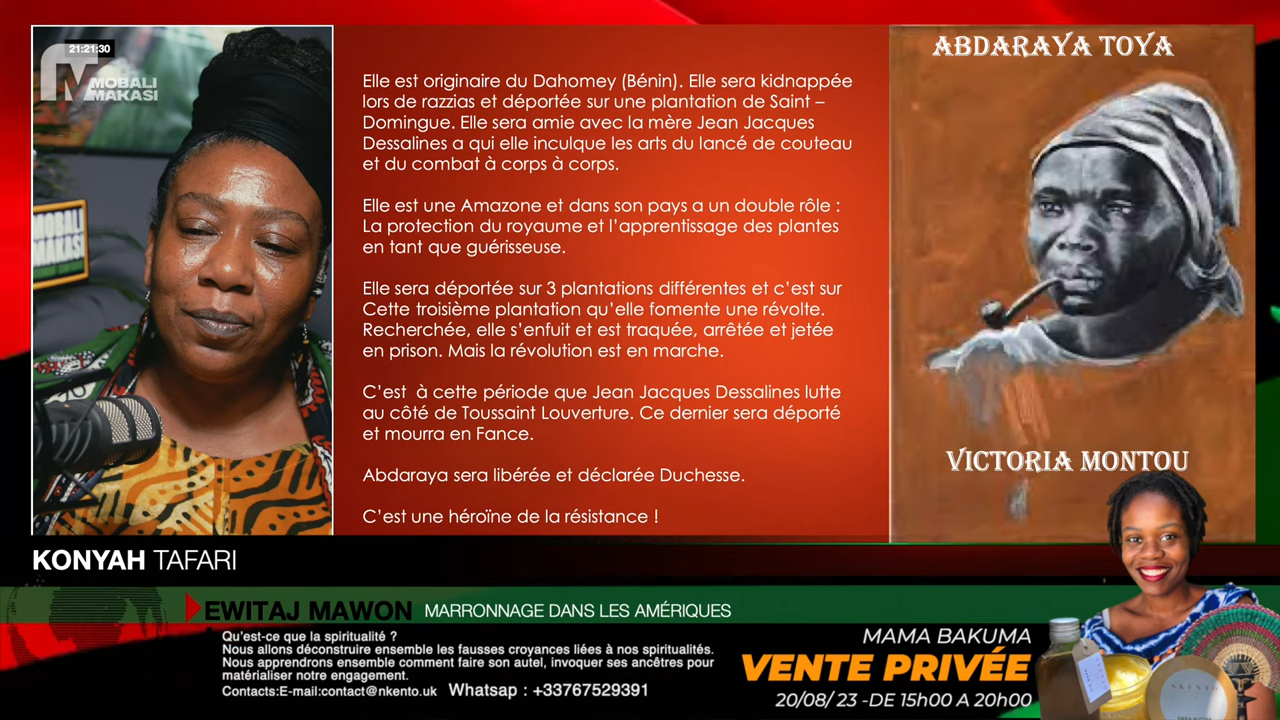 21:21:30
MOBALI
MAKASI
MOBALI
MAKASI
Elle est originaire du Dahomey (Bénin). Elle sera kidnappée
lors de razzias et déportée sur une plantation de Saint –
Domingue. Elle sera amie avec la mère Jean Jacques
Dessalines a qui elle inculque les arts du lancé de couteau
et du combat à corps à corps.
Elle est une Amazone et dans son pays a un double rôle :
La protection du royaume et l'apprentissage des plantes
en tant que guérisseuse.
Elle sera déportée sur 3 plantations différentes et c'est sur
Cette troisième plantation qu'elle fomente une révolte.
Recherchée, elle s'enfuit et est traquée, arrêtée et jetée
en prison. Mais la révolution est en marche.
C'est à cette période que Jean Jacques Dessalines lutte
au côté de Toussaint Louverture. Ce dernier sera déporté
et mourra en Fance.
Abdaraya sera libérée et déclarée Duchesse.
C'est une héroïne de la résistance !
ABDARAYA TOYA
VICTORIA MONTOU
KONYAH TAFARI
EWITAJ MAWON MARRONNAGE DANS LES AMÉRIQUES
Qu'est-ce que la spiritualité ?
Nous allons déconstruire ensemble les fausses croyances liées à nos spiritualités.
Nous apprendrons ensemble comment faire son autel, invoquer ses ancêtres pour
matérialiser notre engagement.
Contacts:E-mail:contact@nkento.uk Whatsap : +33767529391
MAMA BAKUMA
VENTE PRIVÉE
20/08/ 23 -DE 15h00 A 20h00
NKENTO